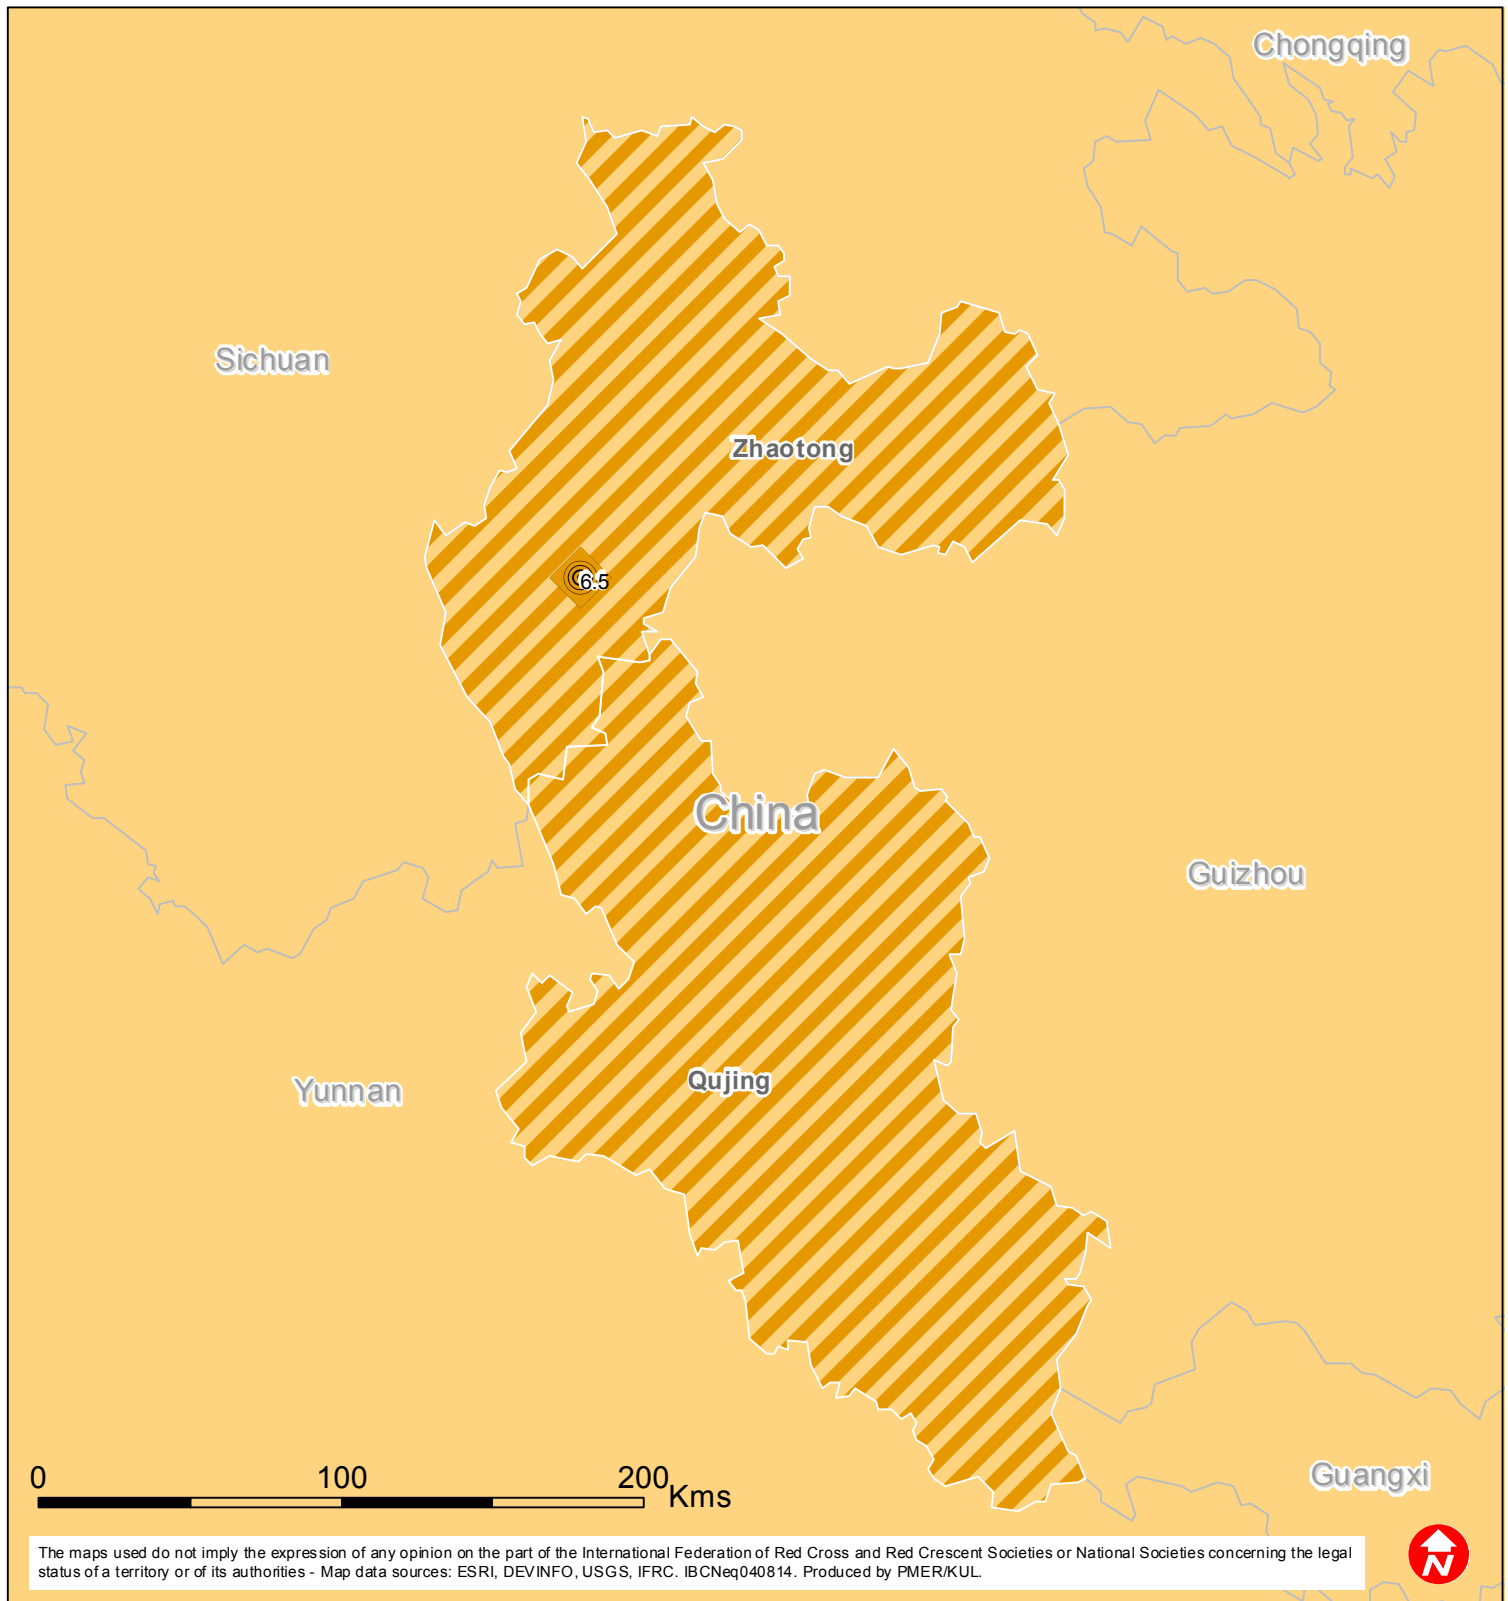 Chongqing
Sichuan
Zhaotong
6.5
China
Guizhou
Qujing
Yunnan
Guangxi
0 100 200 Kms
The maps used do not imply the expression of any opinion on the part of the International Federation of Red Cross and Red Crescent Societies or National Societies concerning the legal
status of a territory or of its authorities - Map data sources: ESRI, DEVINFO, USGS, IFRC. IBCNeq040814. Produced by PMER/KUL.
N